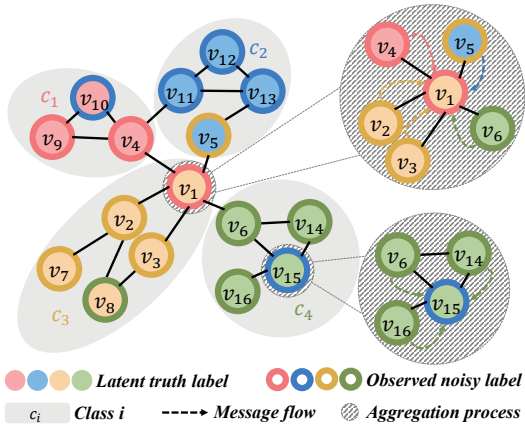 v12
c2
v4
v5
c1
v10
v11
v13
v1
v9
v4
v5
v2
v6
v3
v1
v2
v6
v14
v3
v6
v14
v7
v15
v8
v16
v15
c3
c4
v16
Latent truth label
Observed noisy label
ci Class i
Message flow
Aggregation process